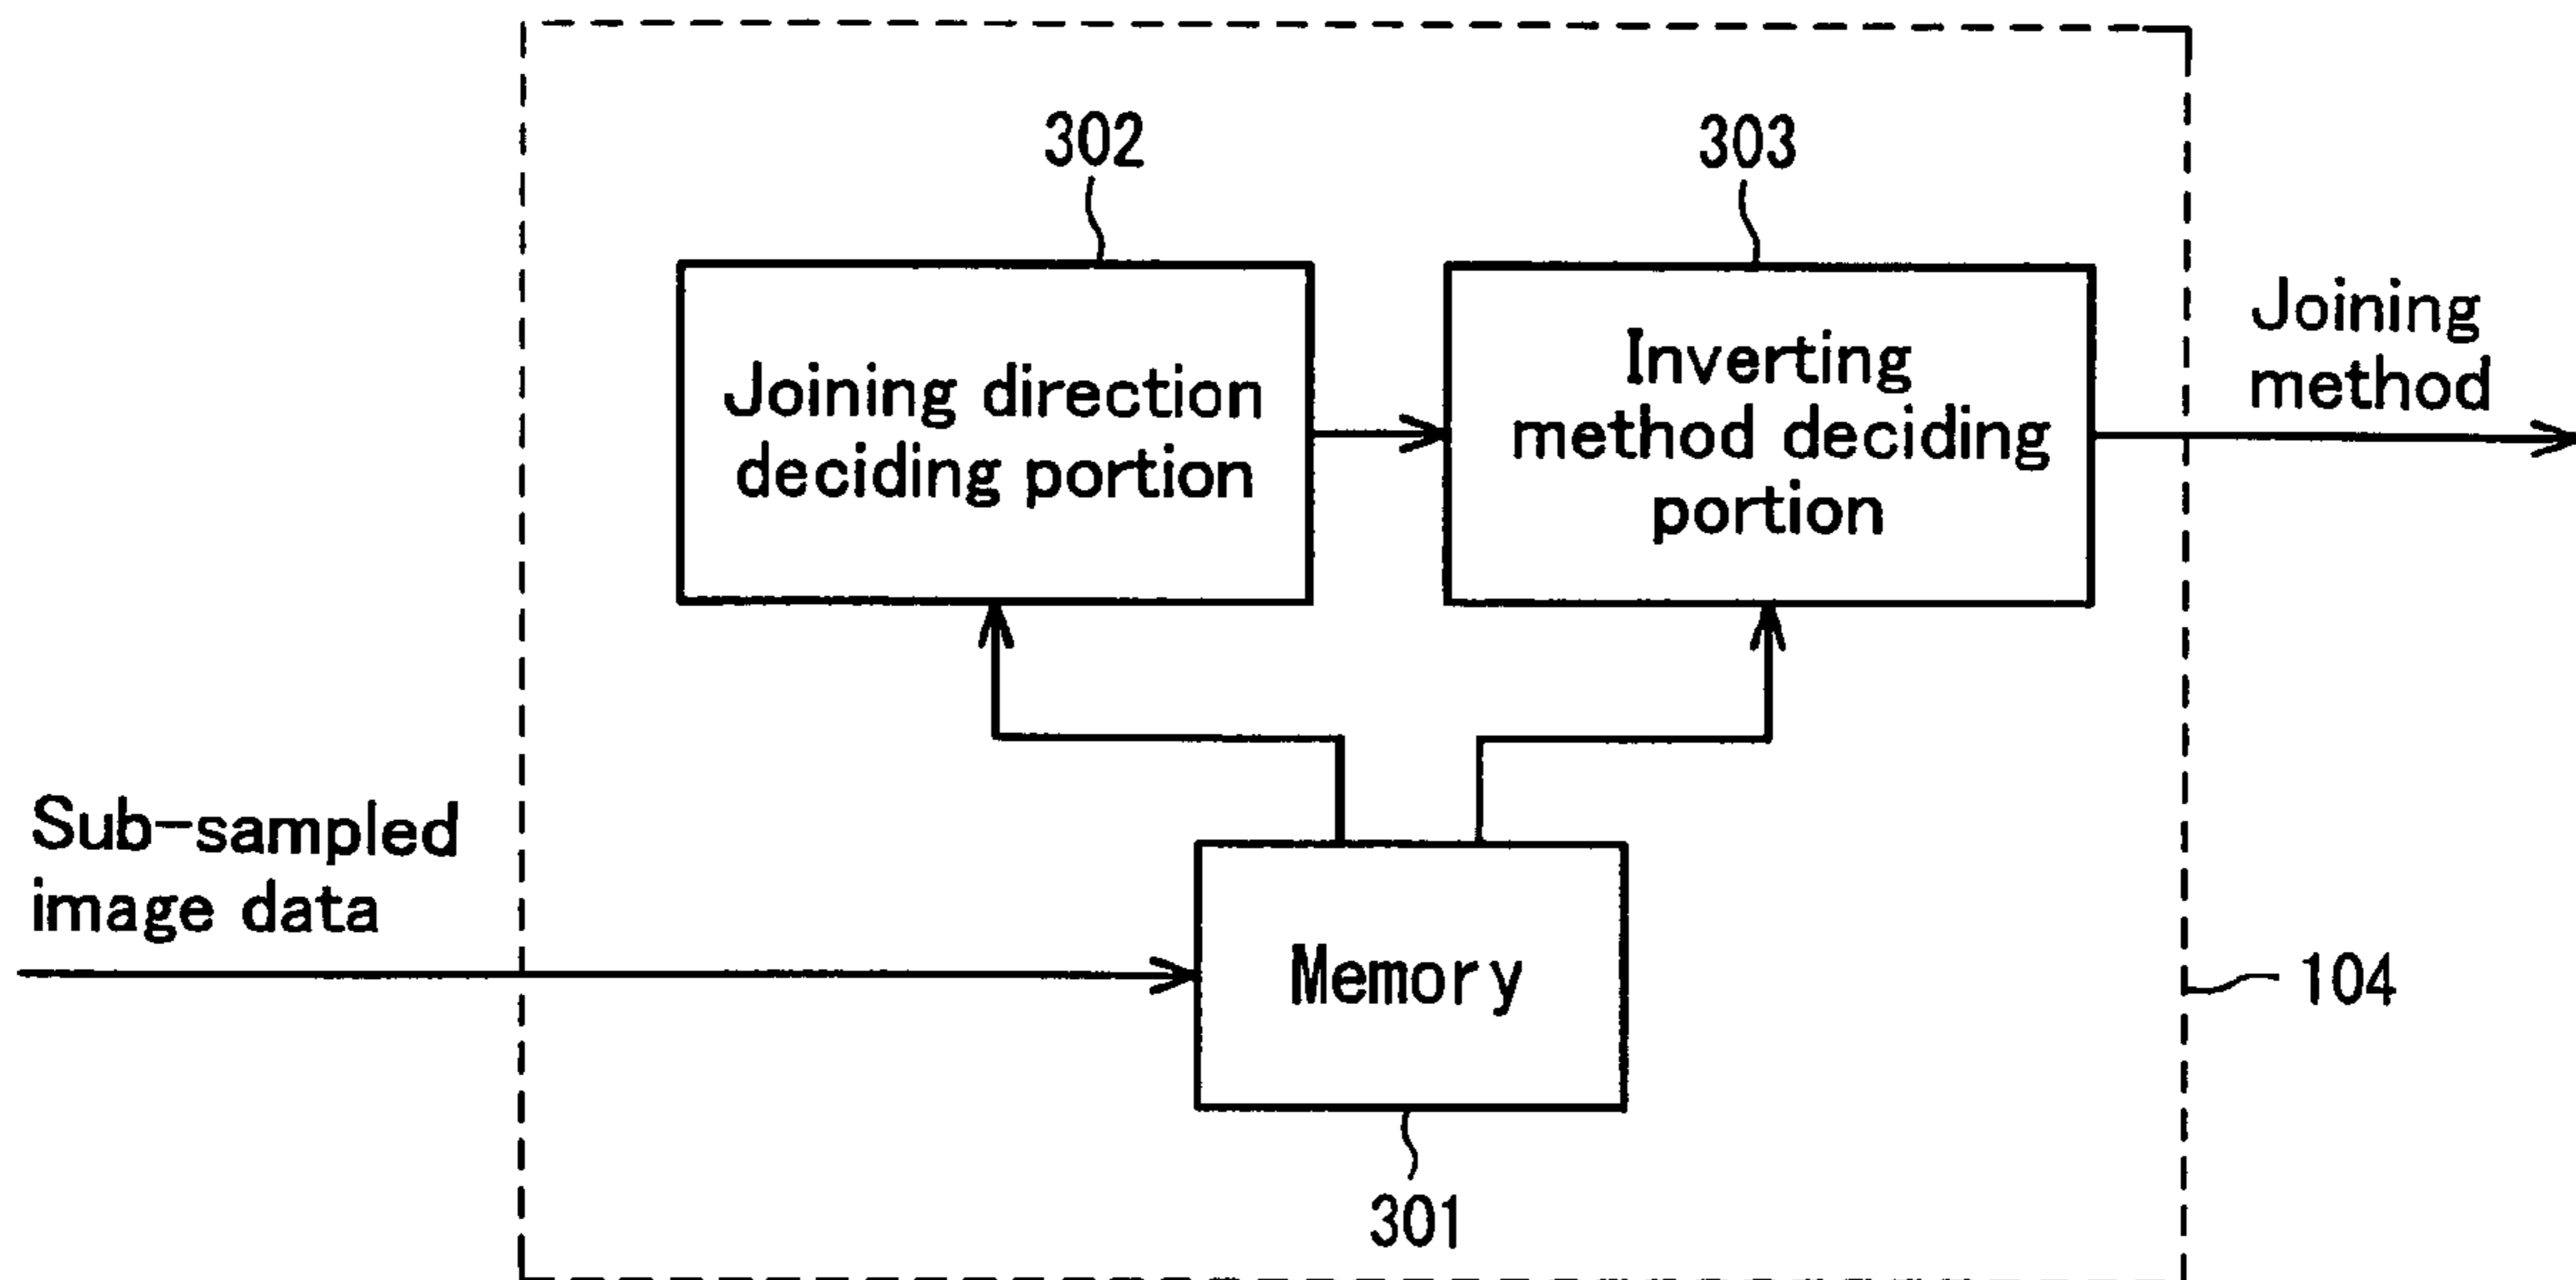 302
303
Joining direction
deciding portion
Inverting
method deciding
portion
Joining
method
Sub-sampled
image data
Memory
104
301